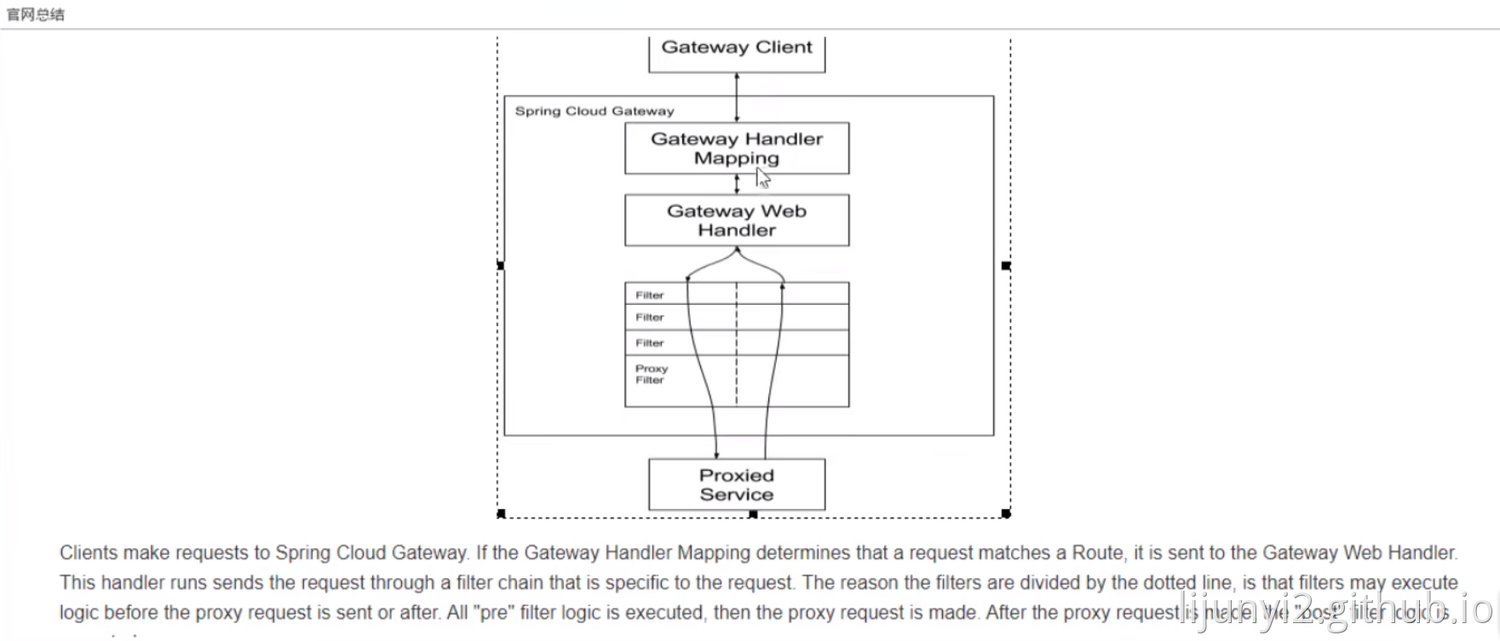 官网总结
Gateway Client
Spring Cloud Gateway
Gateway Handler
Mapping
Gateway Web
Handler
Filter
Filter
Filter
Proxy
Filter
Proxied
Service
Clients make requests to Spring Cloud Gateway. If the Gateway Handler Mapping determines that a request matches a Route, it is sent to the Gateway Web Handler.
This handler runs sends the request through a filter chain that is specific to the request. The reason the filters are divided by the dotted line, is that filters may execute
logic before the proxy request is sent or after. All "pre" filter logic is executed, then the proxy request is made. After the proxy request is made, the "post" filter logic is
lijunyi2.github.io